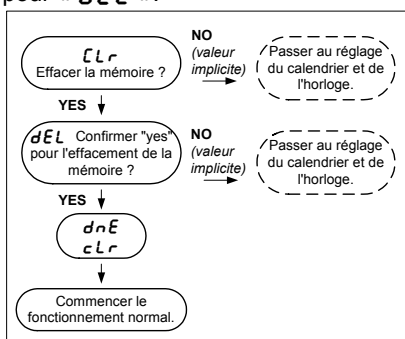 CLr
Effacer la mémoire ?
NO
(valeur
implicite)
Passer au réglage
du calendrier et de
l'horloge.
YES
dEL Confirmer "yes"
pour l'effacement de la
mémoire ?
NO
(valeur
implicite)
Passer au réglage
du calendrier et de
l'horloge.
YES
dnE
cLr
Commencer le
fonctionnement normal.